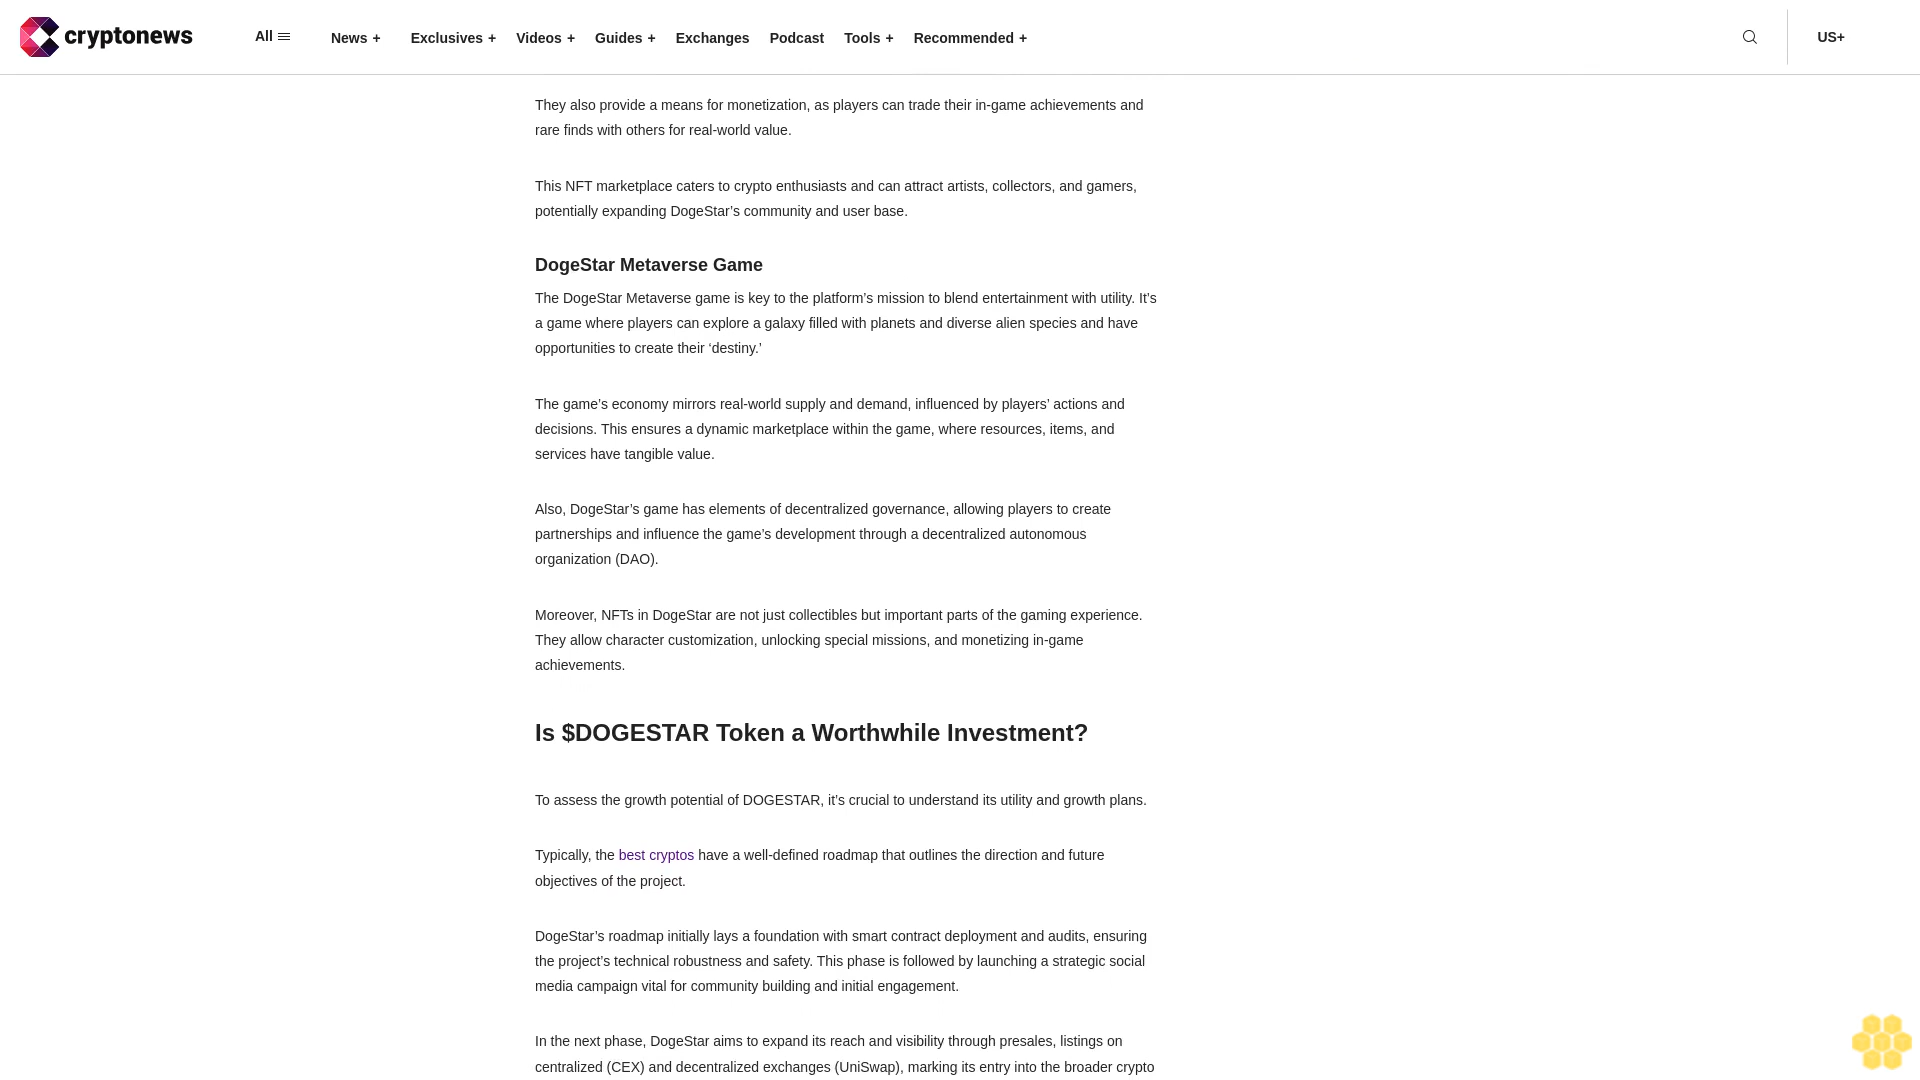 cryptonews
All
News +
Exclusives +
Videos +
Guides +
Exchanges
Podcast
Tools +
Recommended +
US+
They also provide a means for monetization, as players can trade their in-game achievements and
rare finds with others for real-world value.
This NFT marketplace caters to crypto enthusiasts and can attract artists, collectors, and gamers,
potentially expanding DogeStar’s community and user base.
DogeStar Metaverse Game
The DogeStar Metaverse game is key to the platform’s mission to blend entertainment with utility. It’s
a game where players can explore a galaxy filled with planets and diverse alien species and have
opportunities to create their ‘destiny.’
The game’s economy mirrors real-world supply and demand, influenced by players’ actions and
decisions. This ensures a dynamic marketplace within the game, where resources, items, and
services have tangible value.
Also, DogeStar’s game has elements of decentralized governance, allowing players to create
partnerships and influence the game’s development through a decentralized autonomous
organization (DAO).
Moreover, NFTs in DogeStar are not just collectibles but important parts of the gaming experience.
They allow character customization, unlocking special missions, and monetizing in-game
achievements.
Is $DOGESTAR Token a Worthwhile Investment?
To assess the growth potential of DOGESTAR, it’s crucial to understand its utility and growth plans.
Typically, the best cryptos have a well-defined roadmap that outlines the direction and future
objectives of the project.
DogeStar’s roadmap initially lays a foundation with smart contract deployment and audits, ensuring
the project’s technical robustness and safety. This phase is followed by launching a strategic social
media campaign vital for community building and initial engagement.
In the next phase, DogeStar aims to expand its reach and visibility through presales, listings on
centralized (CEX) and decentralized exchanges (UniSwap), marking its entry into the broader crypto